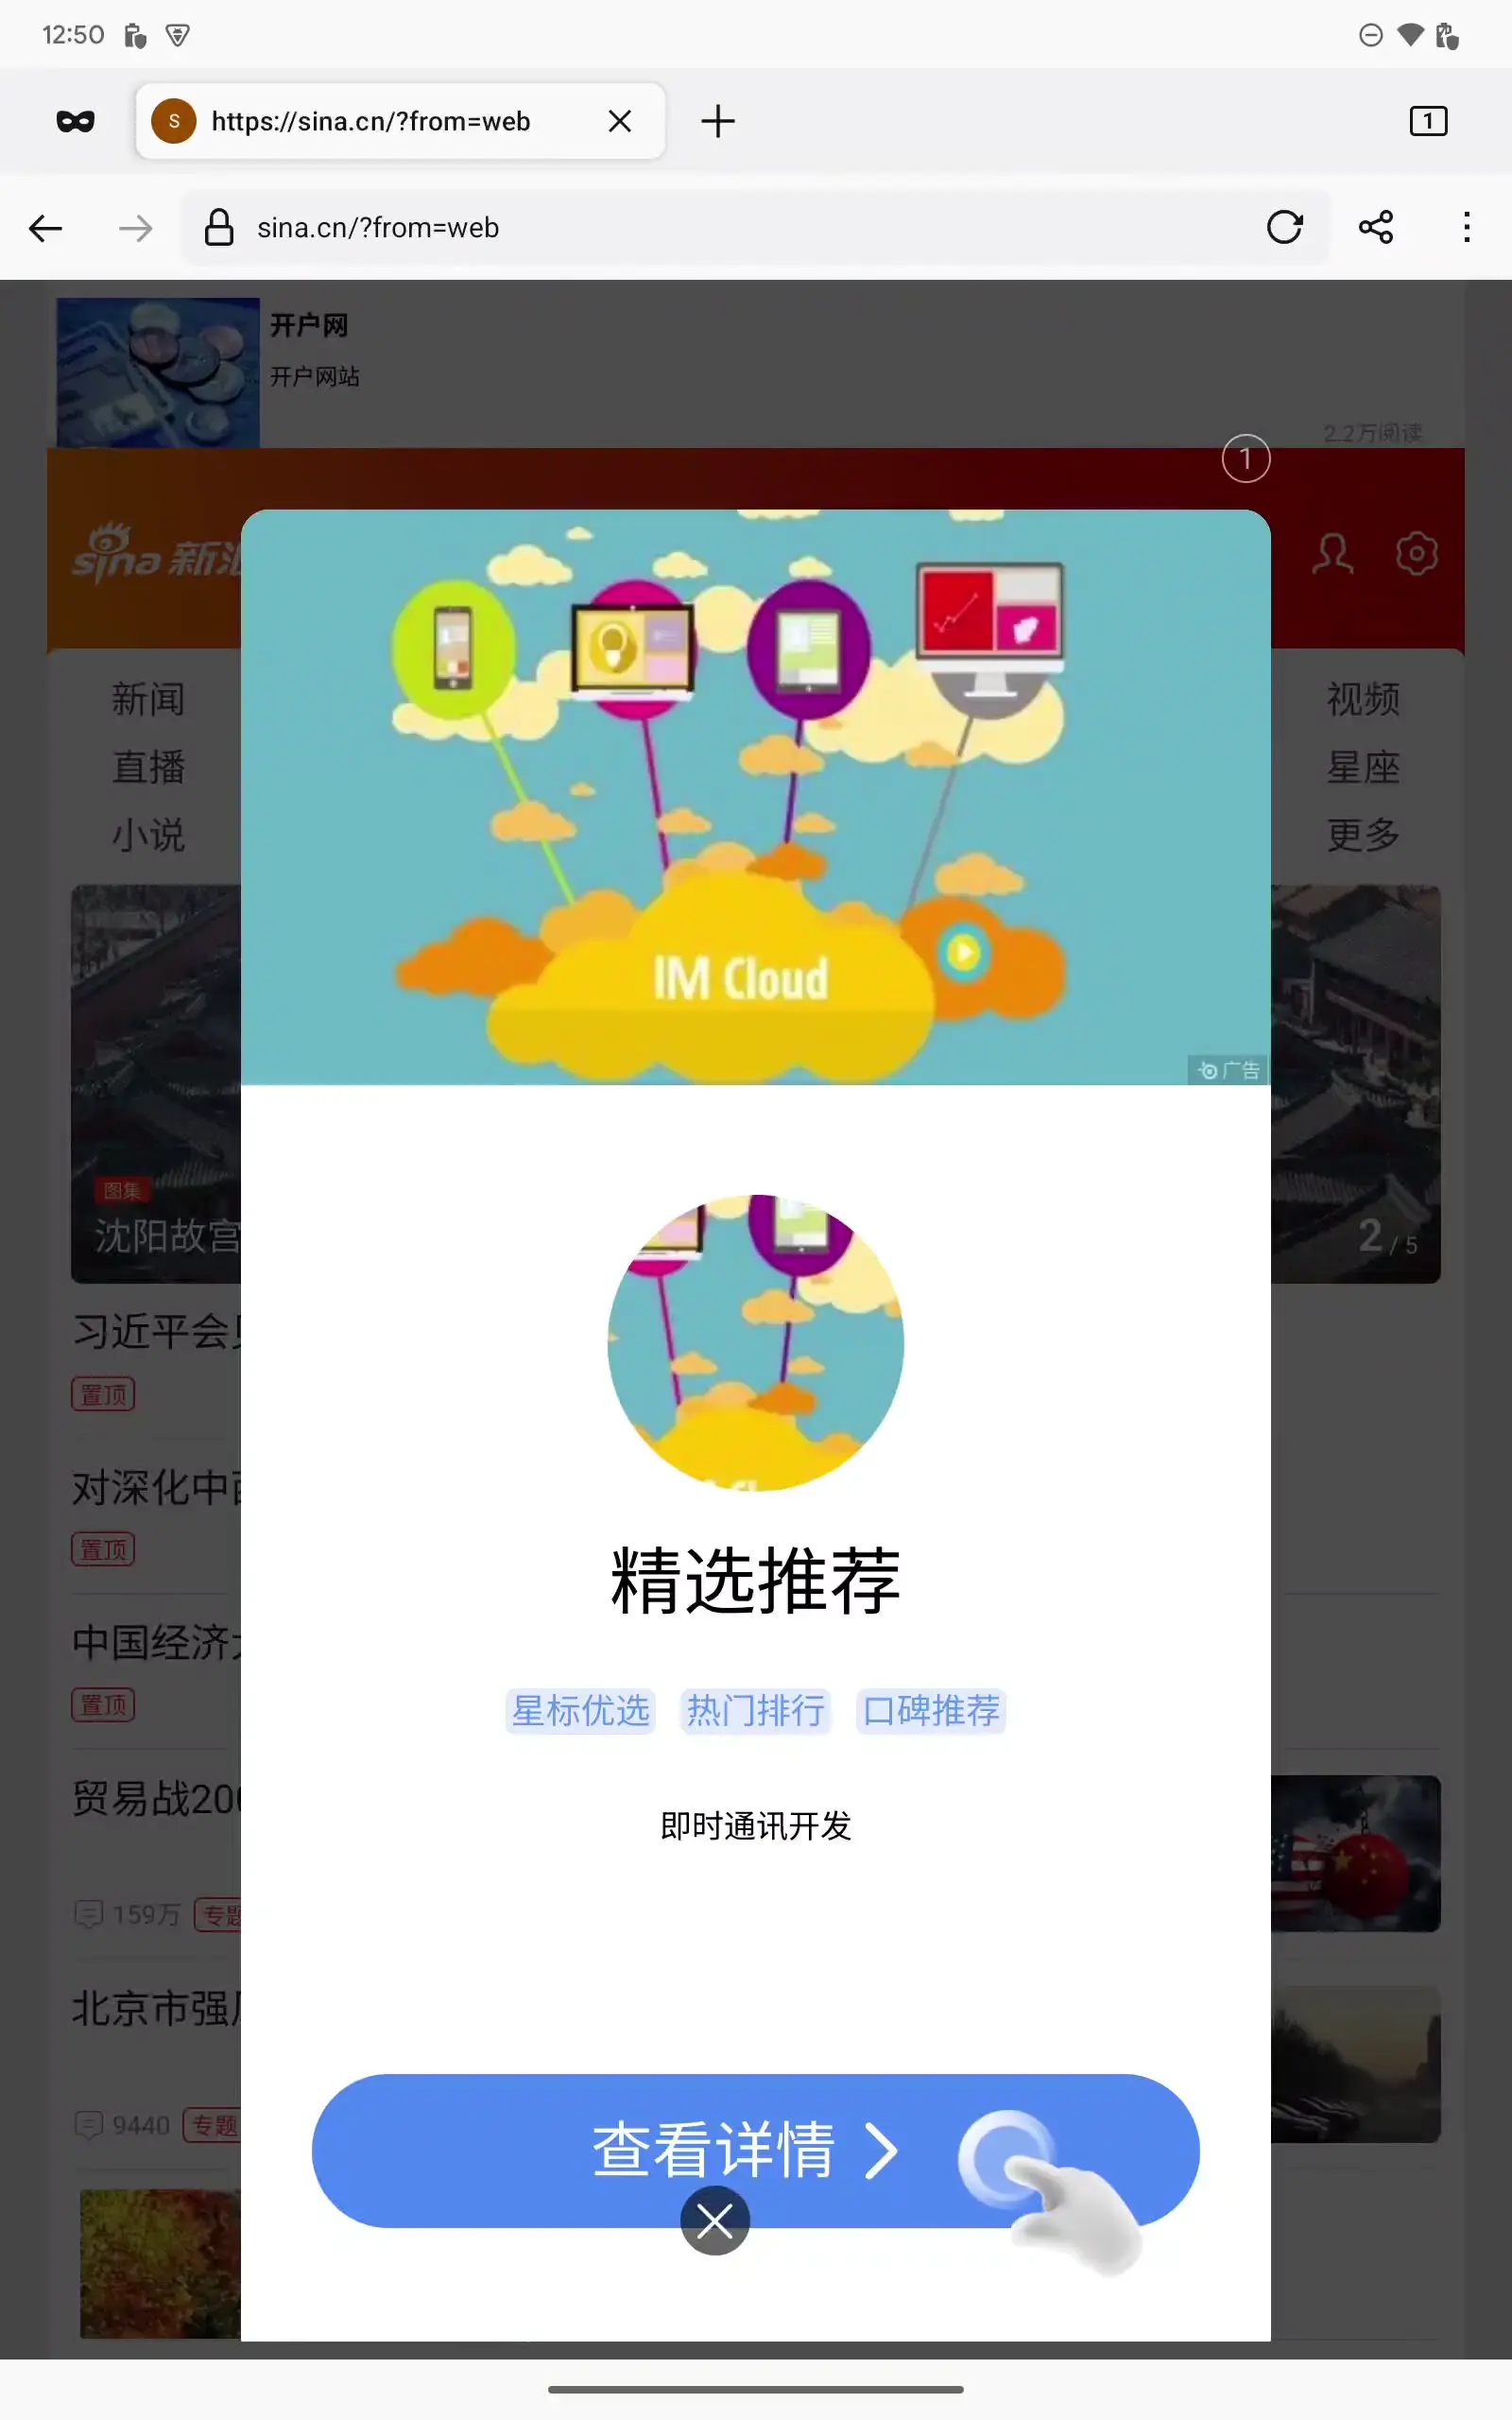 12:50
S https://sina.cn/?from=web
1
sina.cn/?from=web
开户网
开户网站
2.2万阅读
1
sina 新浪
新闻
视频
直播
星座
小说
更多
IM Cloud
广告
图集
沈阳故宫
2 / 5
习近平会
置顶
对深化中
置顶
中国经济
置顶
贸易战20
159万 专题
北京市强
9440 专题
精选推荐
星标优选 热门排行 口碑推荐
即时通讯开发
查看详情